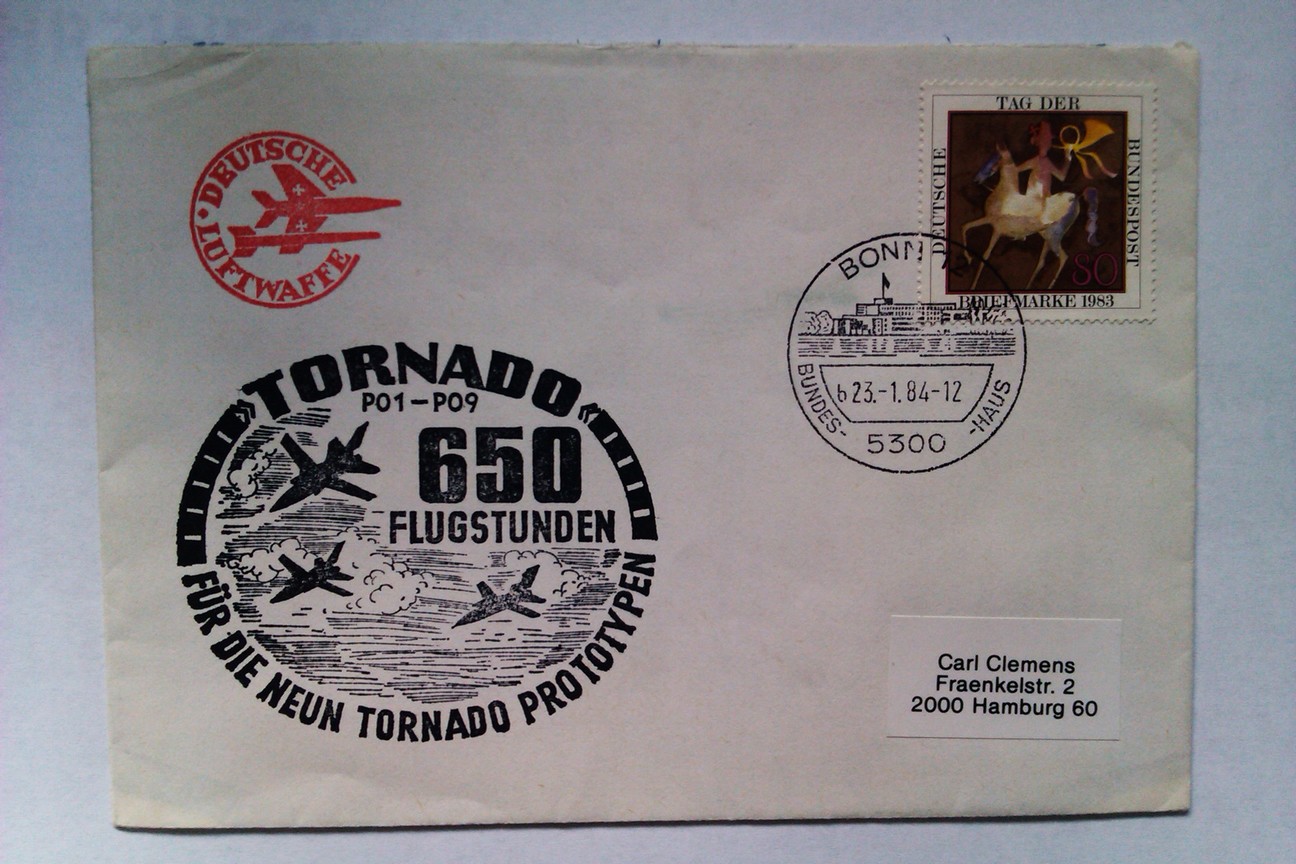 DEUTSCHE
LUFTWAFFE
TAG DER
DEUTSCHE
BUNDESPOST
80
BRIEFMARKE 1983
BONN 12
b 23.-1.84-12
BUNDES-
-HAUS
5300
»TORNADO«
P01-P09
650
FLUGSTUNDEN
FÜR DIE NEUN TORNADO PROTOTYPEN
Carl Clemens
Fraenkelstr. 2
2000 Hamburg 60